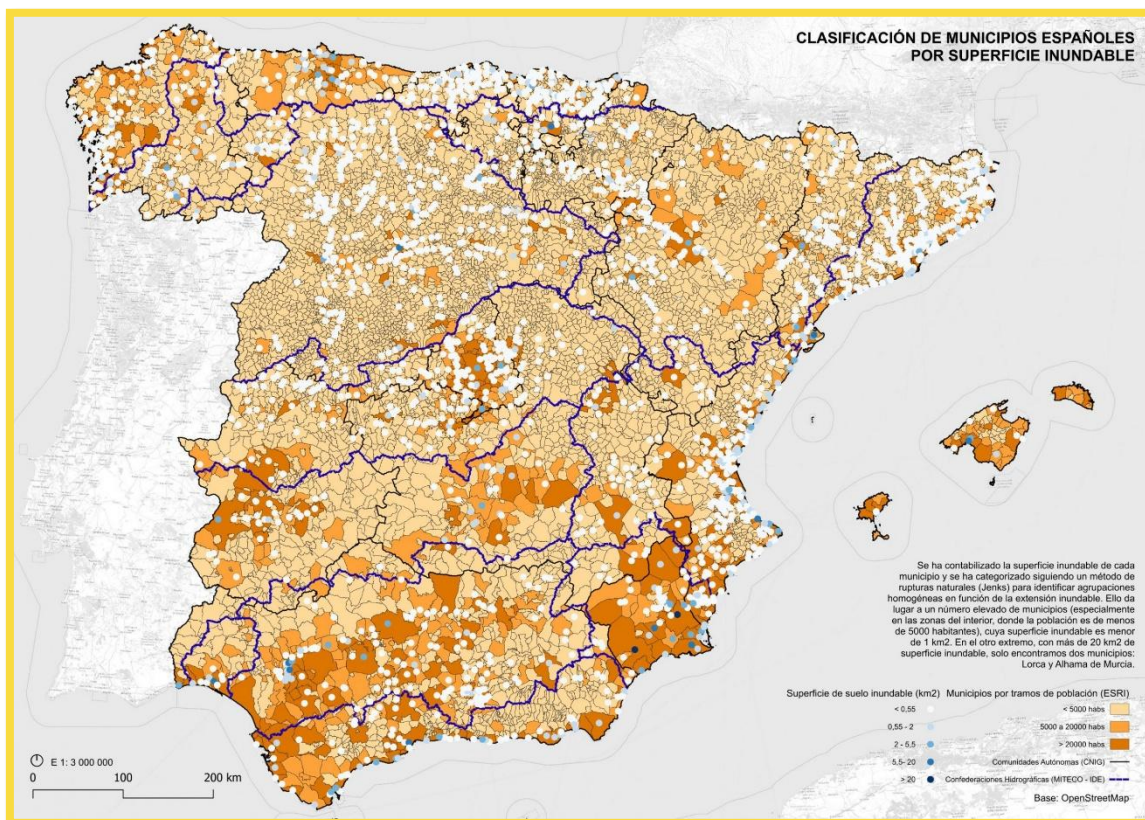 CLASIFICACIÓN DE MUNICIPIOS ESPAÑOLES
POR SUPERFICIE INUNDABLE
Se ha contabilizado la superficie inundable de cada
municipio y se ha categorizado siguiendo un método de
rupturas naturales (Jenks) para identificar agrupaciones
homogéneas en función de la extensión inundable. Ello da
lugar a un número elevado de municipios (especialmente
en las zonas del interior, donde la población es de menos
de 5000 habitantes), cuya superficie inundable es menor
de 1 km2. En el otro extremo, con más de 20 km2 de
superficie inundable, solo encontramos dos municipios:
Lorca y Alhama de Murcia.
Superficie de suelo inundable (km2) Municipios por tramos de población (ESRI)
< 0,55 < 5000 habs
0,55 - 2 5000 a 20000 habs
2 - 5,5 > 20000 habs
5,5- 20 Comunidades Autónomas (CNIG)
> 20 Confederaciones Hidrográficas (MITECO - IDE)
Base: OpenStreetMap
E 1: 3 000 000
0 100 200 km